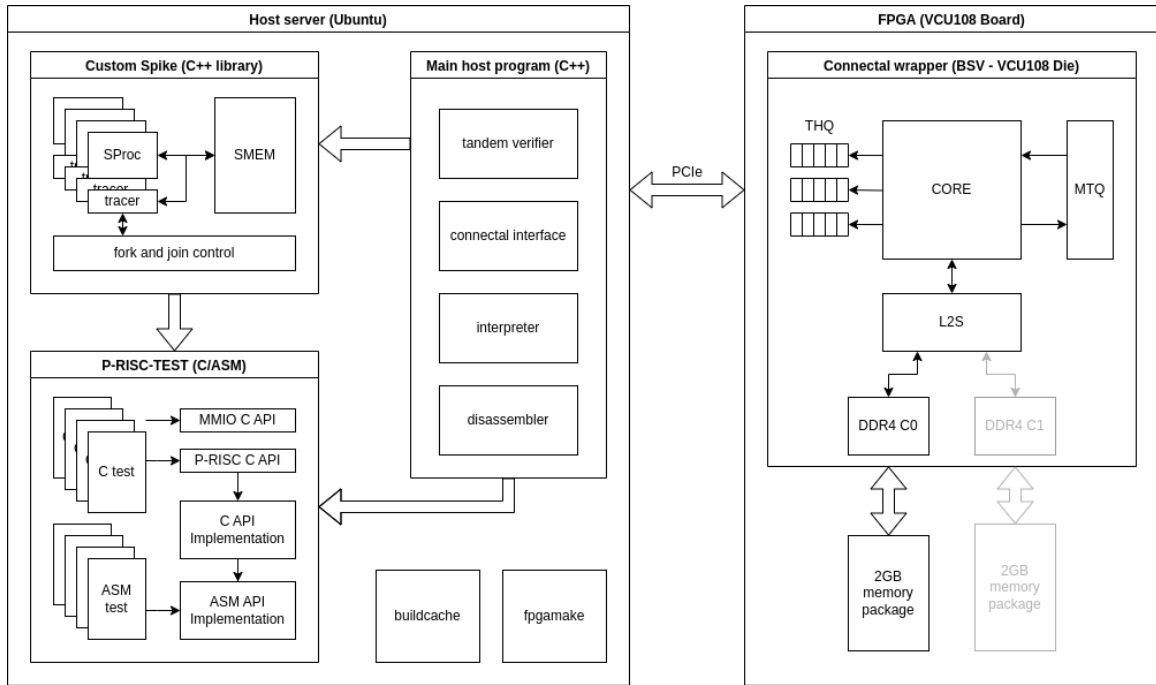 Host server (Ubuntu)
Custom Spike (C++ library)
SProc
SMEM
tracer
tracer
fork and join control
Main host program (C++)
tandem verifier
connectal interface
interpreter
disassembler
P-RISC-TEST (C/ASM)
MMIO C API
P-RISC C API
C test
C API
Implementation
ASM
test
ASM API
Implementation
buildcache
fpgamake
PCIe
FPGA (VCU108 Board)
Connectal wrapper (BSV - VCU108 Die)
THQ
CORE
MTQ
L2S
DDR4 C0
DDR4 C1
2GB
memory
package
2GB
memory
package